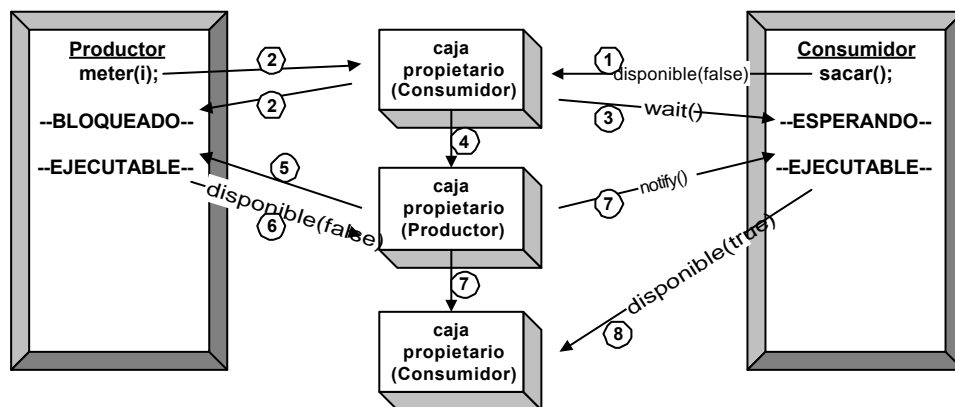 Productor
meter(i);
--BLOQUEADO--
--EJECUTABLE--
2
2
5
disponible(false)
6
caja
propietario
(Consumidor)
4
caja
propietario
(Productor)
7
caja
propietario
(Consumidor)
1
disponible(false)
3
wait()
notify()
7
disponible(true)
8
Consumidor
sacar();
--ESPERANDO--
--EJECUTABLE--